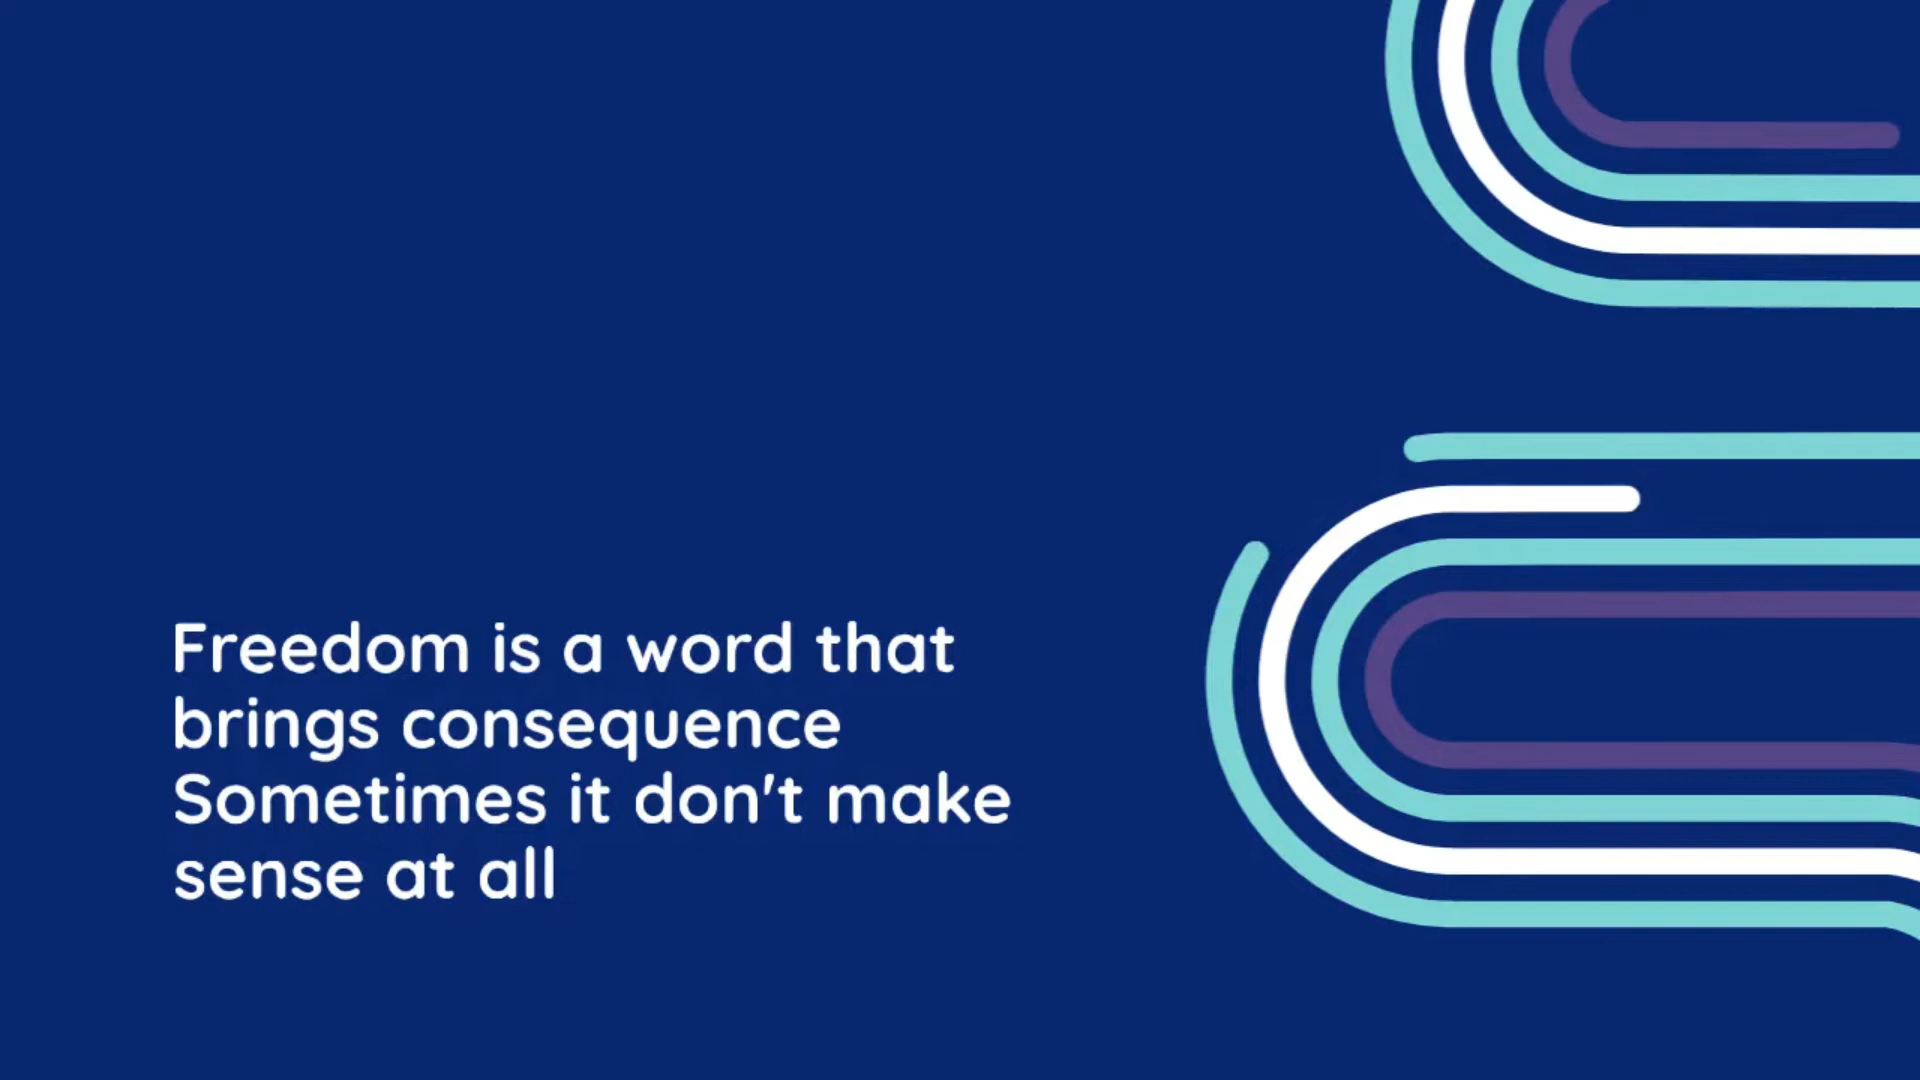 Freedom is a word that
brings consequence
Sometimes it don't make
sense at all